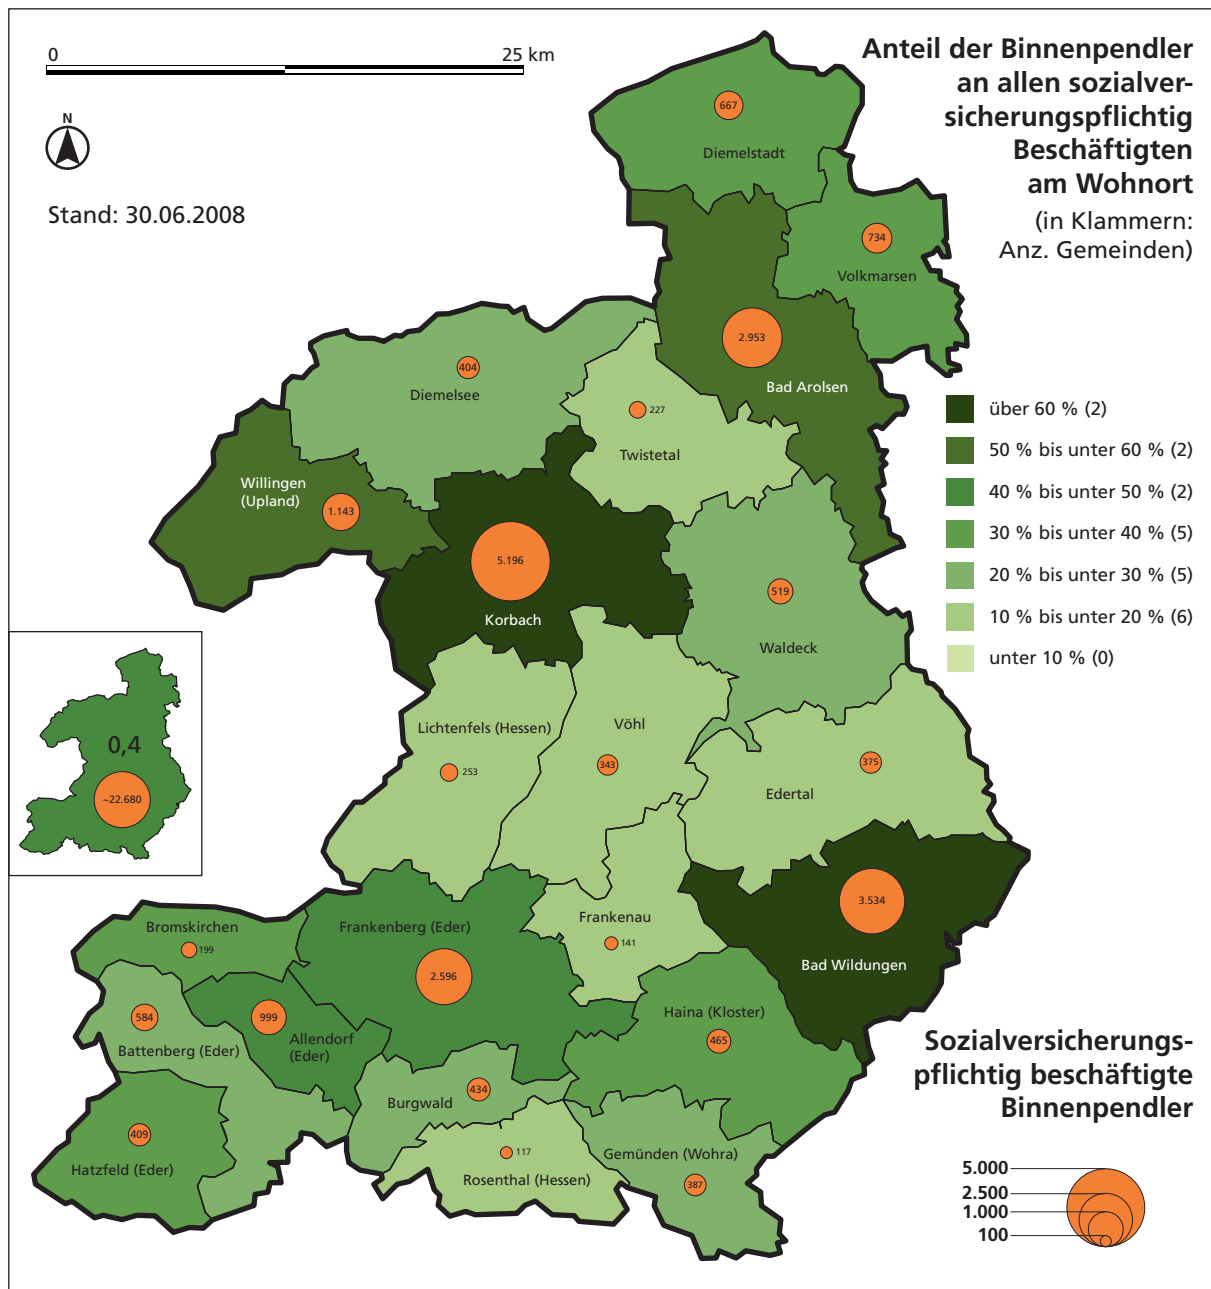 0 25 km
N
Stand: 30.06.2008
Anteil der Binnenpendler
an allen sozialver-
sicherungspflichtig
Beschäftigten
am Wohnort
(in Klammern:
Anz. Gemeinden)
667
Diemelstadt
734
Volkmarsen
2.953
Bad Arolsen
404
Diemelsee
227
Twistetal
Willingen
(Upland)
1.143
5.196
Korbach
519
Waldeck
über 60 % (2)
50 % bis unter 60 % (2)
40 % bis unter 50 % (2)
30 % bis unter 40 % (5)
20 % bis unter 30 % (5)
10 % bis unter 20 % (6)
unter 10 % (0)
0,4
~22.680
Lichtenfels (Hessen)
253
Vöhl
343
375
Edertal
3.534
Bad Wildungen
Bromskirchen
199
Frankenberg (Eder)
2.596
Frankenau
141
584
Battenberg (Eder)
999
Allendorf
(Eder)
Haina (Kloster)
465
409
Hatzfeld (Eder)
Burgwald
434
117
Rosenthal (Hessen)
Gemünden (Wohra)
387
Sozialversicherungs-
pflichtig beschäftigte
Binnenpendler
5.000
2.500
1.000
100